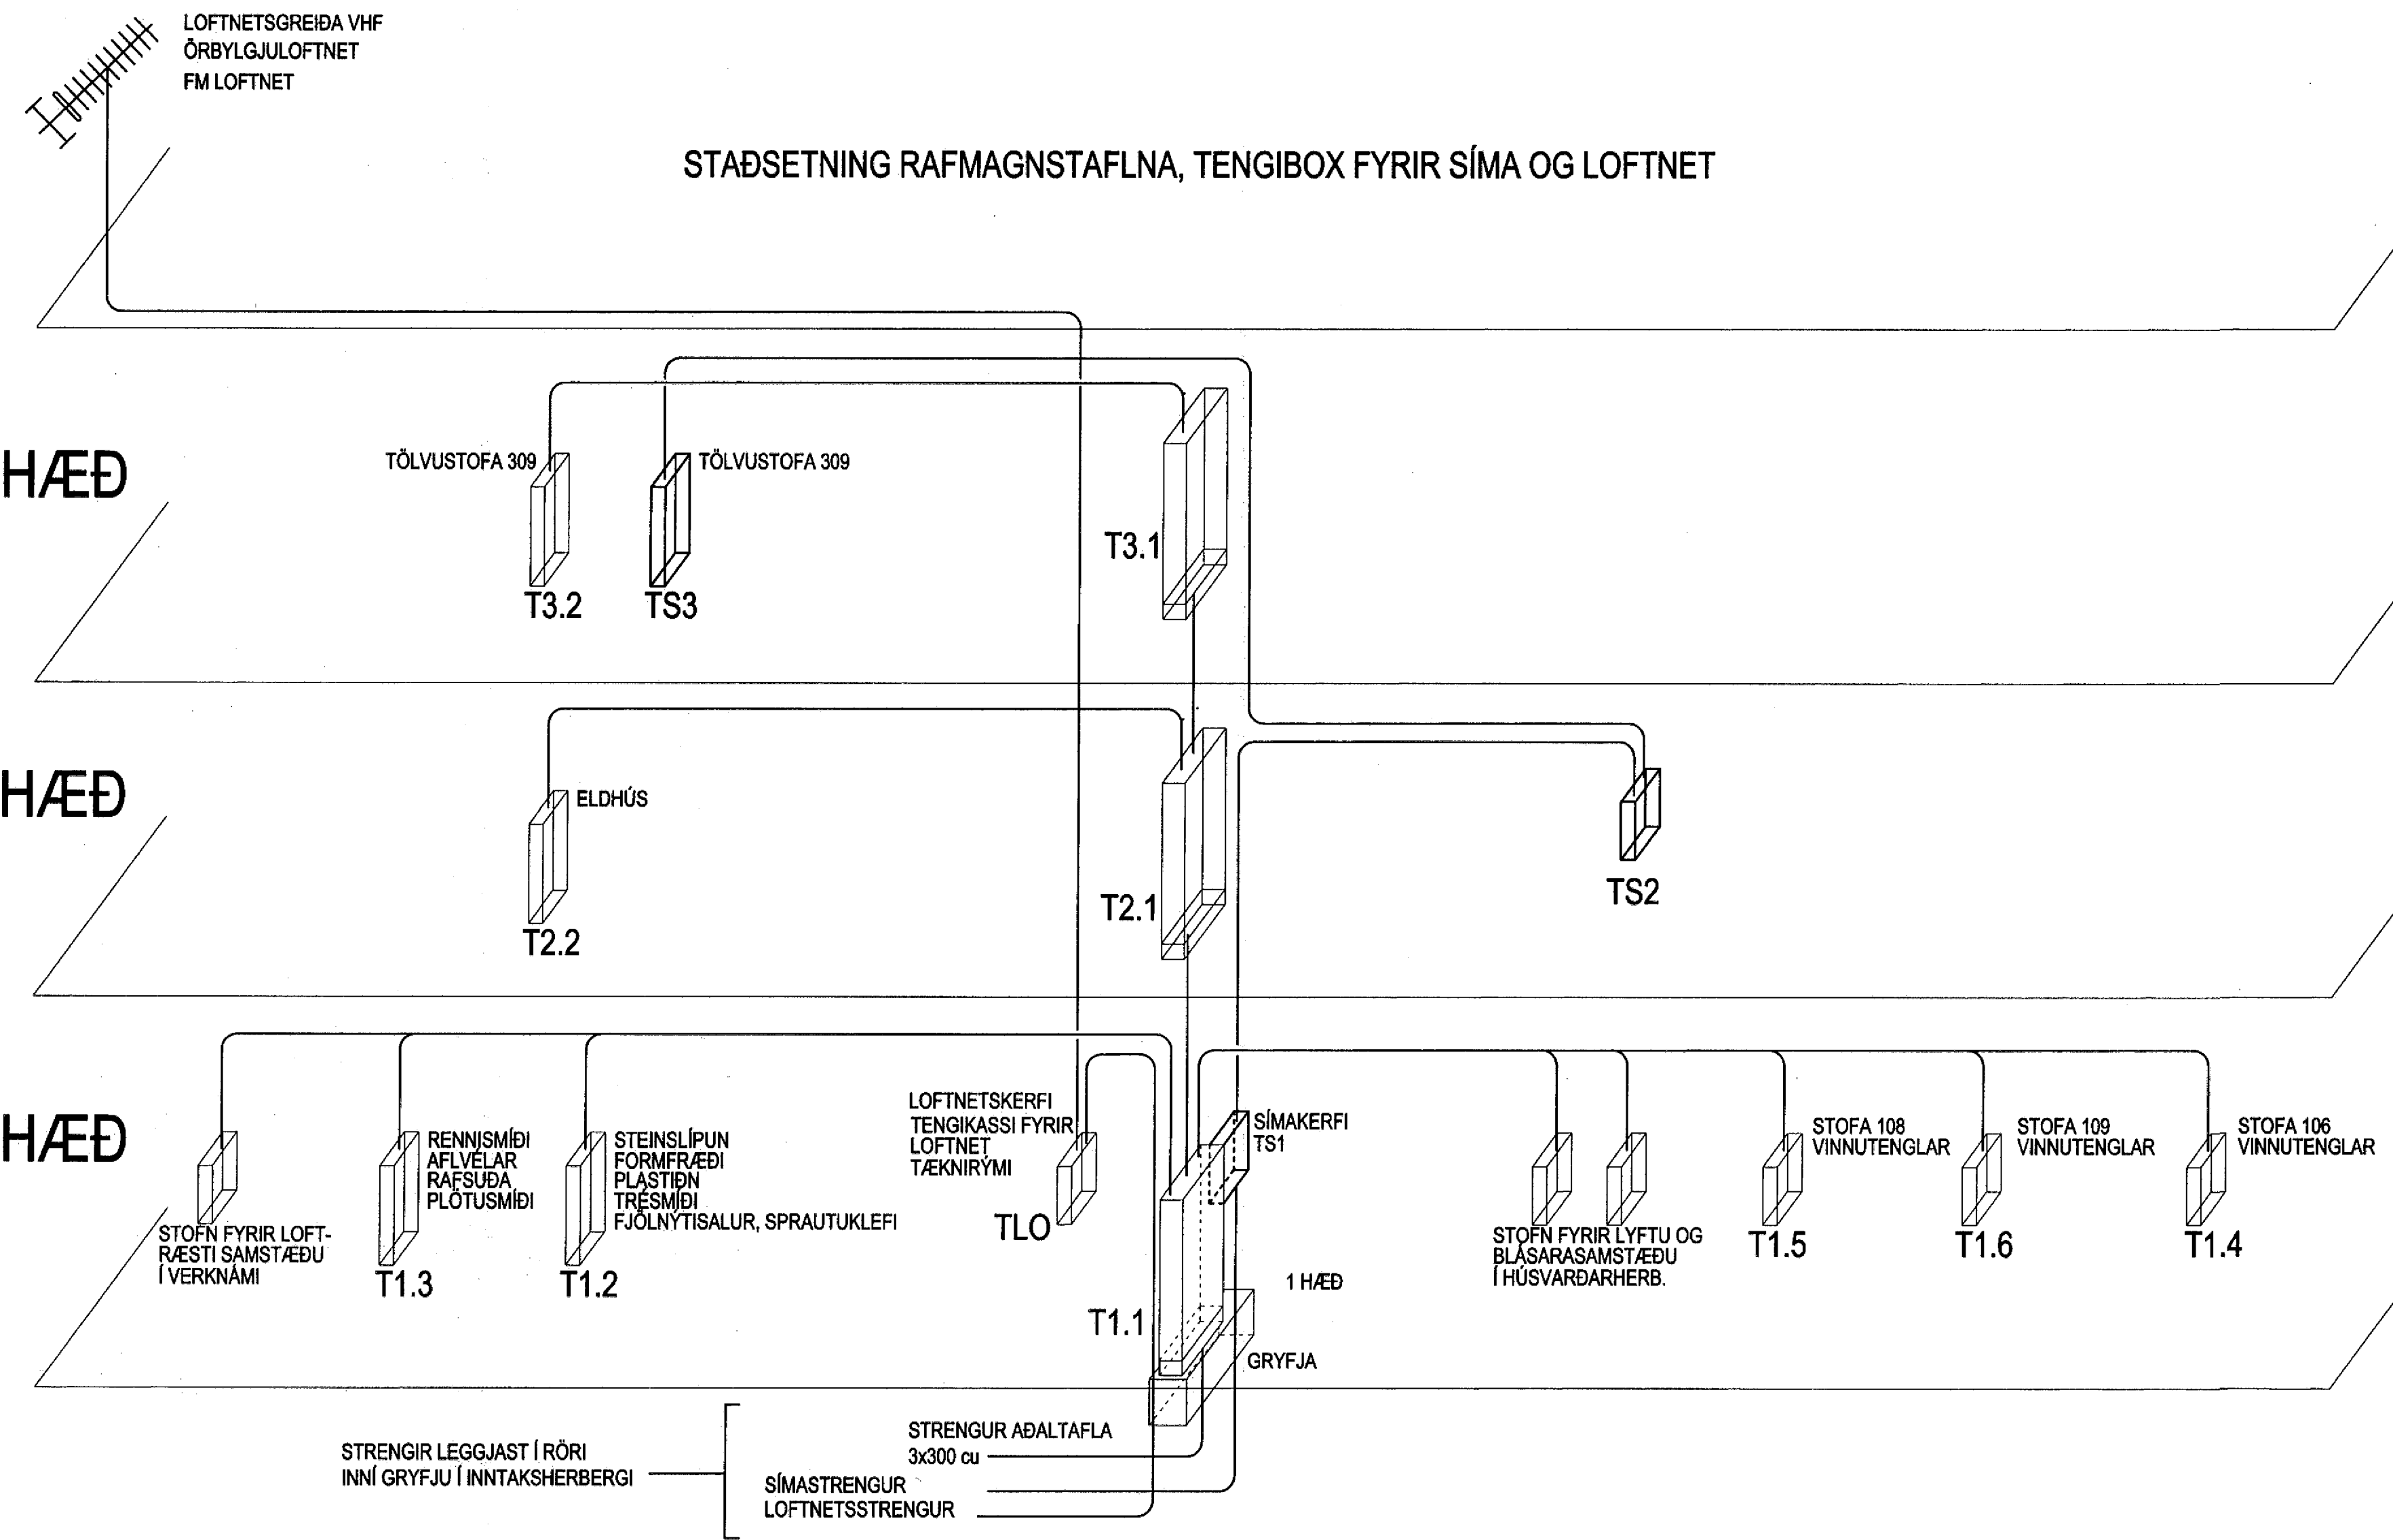 LOFTNETSGREIÐA VHF
ÖRBYLGJULOFTNET
FM LOFTNET
STAÐSETNING RAFMAGNSTAFLNA, TENGIBOX FYRIR SÍMA OG LOFTNET
HÆÐ
TÖLVUSTOFA 309
TÖLVUSTOFA 309
T3.1
T3.2
TS3
HÆÐ
ELDHÚS
T2.1
TS2
T2.2
HÆÐ
STOFN FYRIR LOFT-
RÆSTI SAMSTÆÐU
Í VERKNÁMI
RENNISMÍÐI
AFLVÉLAR
RAFSUÐA
PLÖTUSMÍÐI
T1.3
STEINSLÍPUN
FORMFRÆÐI
PLASTIÐN
TRÉSMÍÐI
FJÖLNÝTISALUR, SPRAUTUKLEFI
T1.2
LOFTNETSKERFI
TENGIKASSI FYRIR
LOFTNET
TÆKNIRÝMI
TLO
SÍMAKERFI
TS1
T1.1
1 HÆÐ
GRYFJA
STOFN FYRIR LYFTU OG
BLÁSARASAMSTÆÐU
Í HÚSVARÐARHERB.
STOFA 108
VINNUTENGLAR
T1.5
STOFA 109
VINNUTENGLAR
T1.6
STOFA 106
VINNUTENGLAR
T1.4
STRENGIR LEGGJAST Í RÖRI
INNÍ GRYFJU Í INNTAKSHERBERGI
STRENGUR AÐALTAFLA
3x300 cu
SÍMASTRENGUR
LOFTNETSSTRENGUR